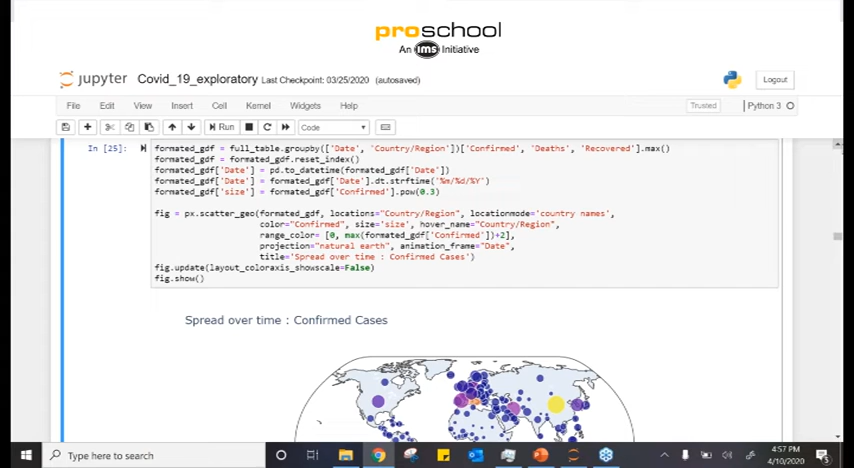 proschool
An ims Initiative
jupyter Covid_19_exploratory Last Checkpoint: 03/25/2020 (autosaved)
Logout
File Edit View Insert Cell Kernel Widgets Help
Trusted
Python 3
Run
Code
In [25]:
formated_gdf = full_table.groupby(['Date', 'Country/Region'])['Confirmed', 'Deaths', 'Recovered'].max()
formated_gdf = formated_gdf.reset_index()
formated_gdf['Date'] = pd.to_datetime(formated_gdf['Date'])
formated_gdf['Date'] = formated_gdf['Date'].dt.strftime('%m/%d/%Y')
formated_gdf['size'] = formated_gdf['Confirmed'].pow(0.3)
fig = px.scatter_geo(formated_gdf, locations="Country/Region", locationmode='country names',
color="Confirmed", size='size', hover_name="Country/Region",
range_color= [0, max(formated_gdf['Confirmed'])+2],
projection="natural earth", animation_frame="Date",
title='Spread over time : Confirmed Cases')
fig.update(layout_coloraxis_showscale=False)
fig.show()
Spread over time : Confirmed Cases
Type here to search
4:57 PM
4/10/2020